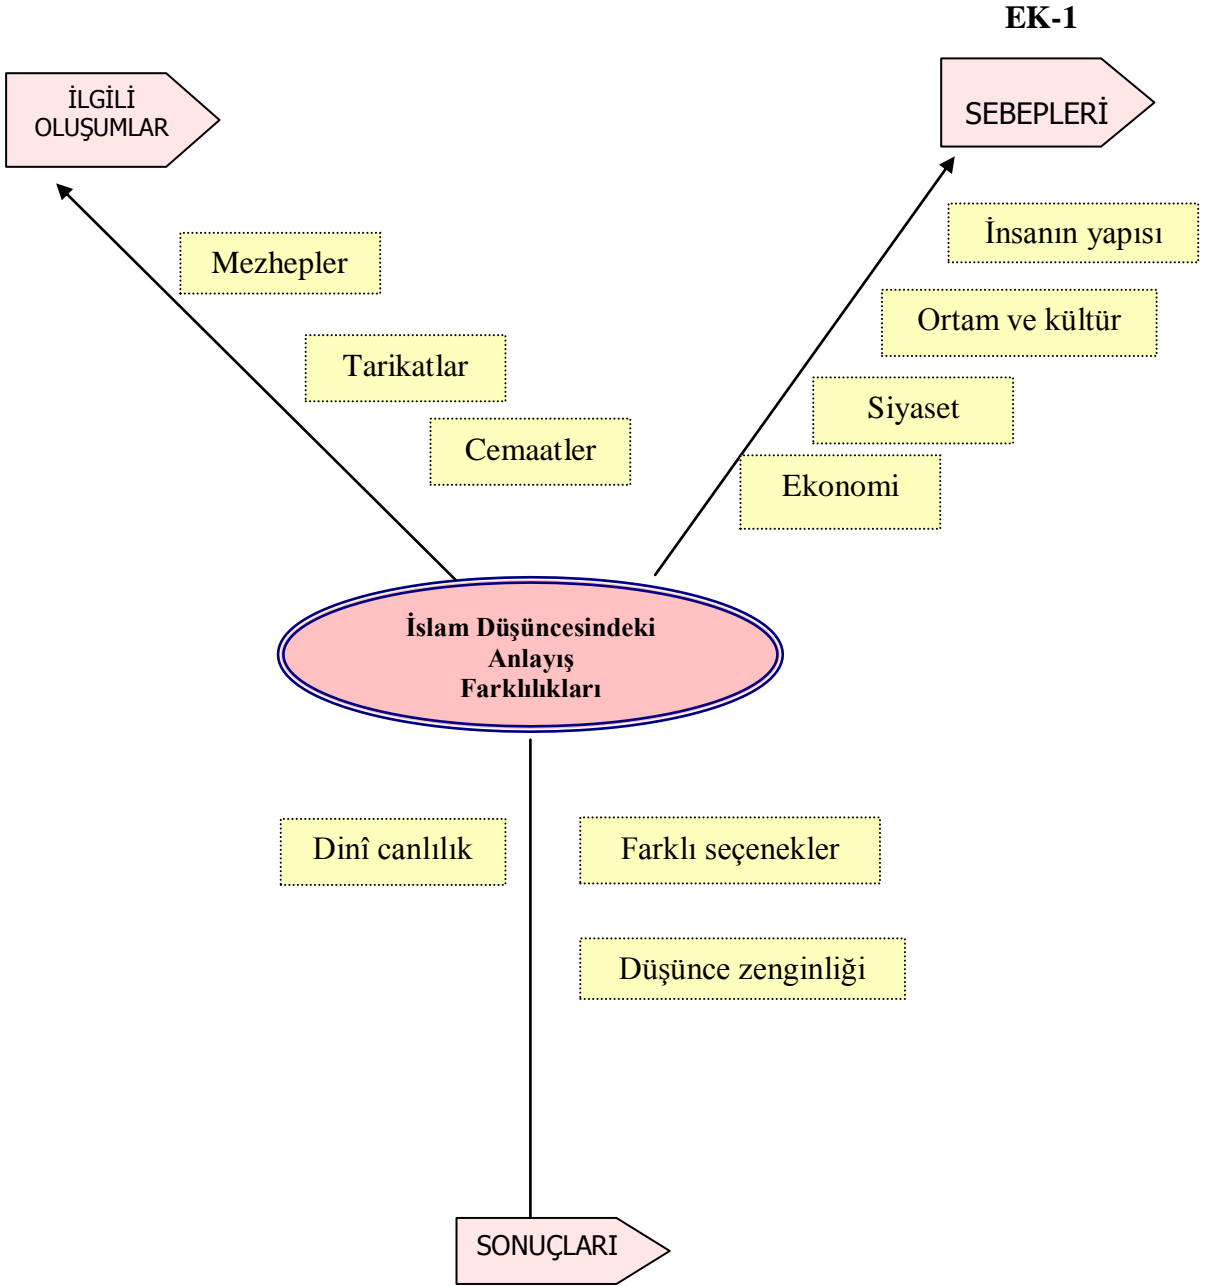 EK-1
İLGİLİ
OLUŞUMLAR
SEBEPLERİ
Mezhepler
Tarikatlar
Cemaatler
İnsanın yapısı
Ortam ve kültür
Siyaset
Ekonomi
İslam Düşüncesindeki
Anlayış
Farklılıkları
Dinî canlılık
Farklı seçenekler
Düşünce zenginliği
SONUÇLARI